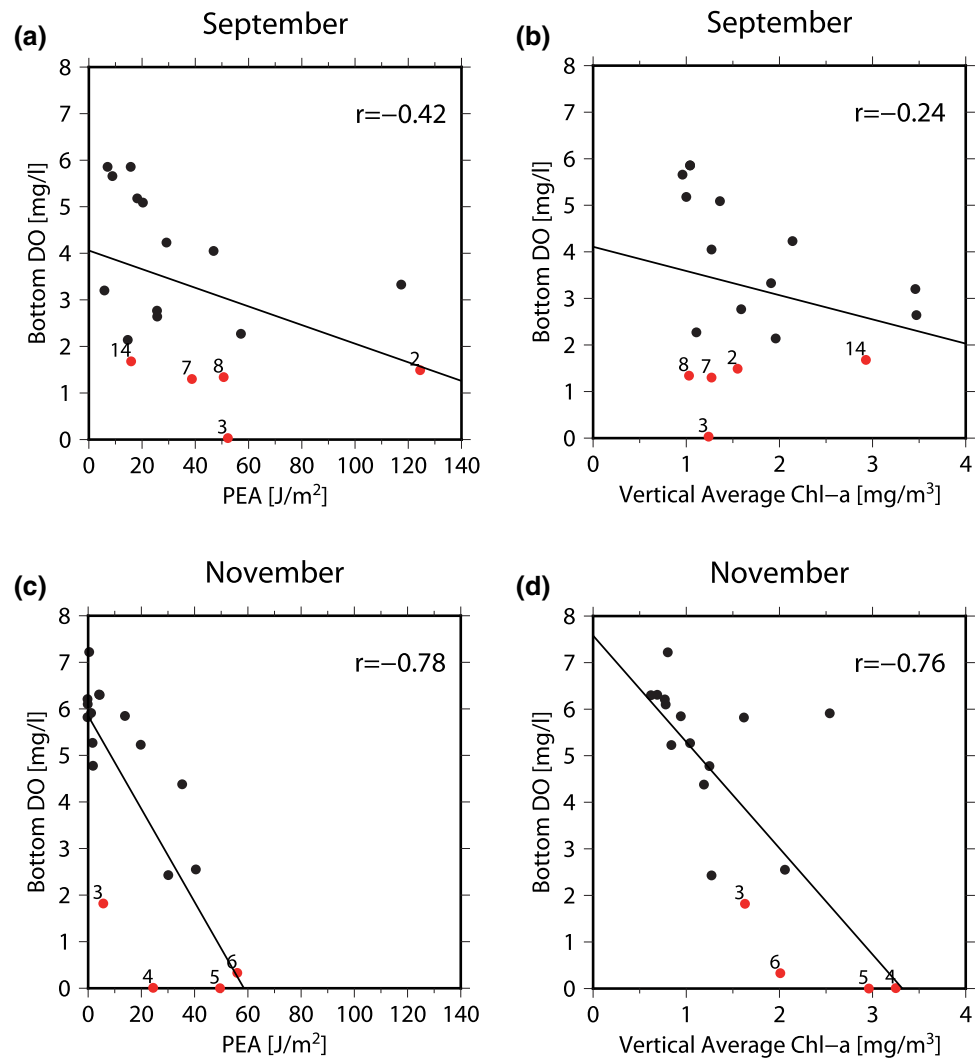 (a) September
8
7
6
5
4
3
2
1
0
Bottom DO [mg/l]
r=−0.42
14
7
8
2
3
0 20 40 60 80 100 120 140
PEA [J/m²]
(b) September
8
7
6
5
4
3
2
1
0
Bottom DO [mg/l]
r=−0.24
8
7
2
14
3
0 1 2 3 4
Vertical Average Chl−a [mg/m³]
(c) November
8
7
6
5
4
3
2
1
0
Bottom DO [mg/l]
r=−0.78
3
4
5
6
0 20 40 60 80 100 120 140
PEA [J/m²]
(d) November
8
7
6
5
4
3
2
1
0
Bottom DO [mg/l]
r=−0.76
3
6
5
4
0 1 2 3 4
Vertical Average Chl−a [mg/m³]